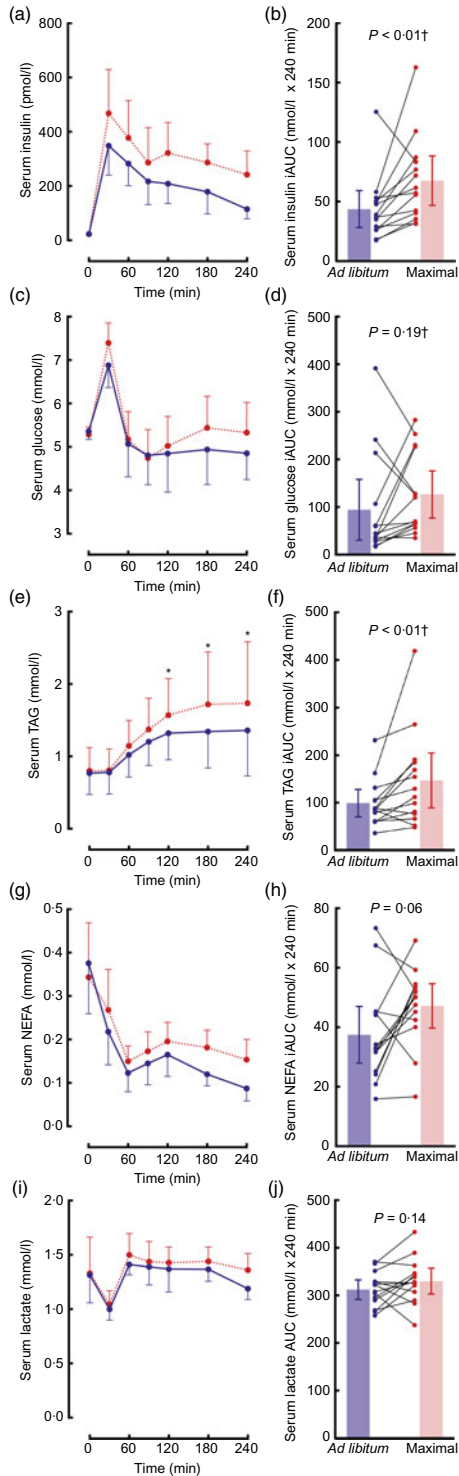 (a)
800
600
400
200
0
Serum insulin (pmol/l)
0 60 120 180 240
Time (min)
(b)
P < 0·01†
200
150
100
50
0
Serum insulin iAUC (mmol/l x 240 min)
Ad libitum
Maximal
(c)
8
7
6
5
4
3
Serum glucose (mmol/l)
0 60 120 180 240
Time (min)
(d)
P = 0·19†
500
400
300
200
100
0
Serum glucose iAUC (mmol/l x 240 min)
Ad libitum
Maximal
(e)
3
2
1
0
Serum TAG (mmol/l)
* * *
0 60 120 180 240
Time (min)
(f)
P < 0·01†
500
400
300
200
100
0
Serum TAG iAUC (mmol/l x 240 min)
Ad libitum
Maximal
(g)
0·5
0·4
0·3
0·2
0·1
0·0
Serum NEFA (mmol/l)
0 60 120 180 240
Time (min)
(h)
P = 0·06
80
60
40
20
0
Serum NEFA iAUC (mmol/l x 240 min)
Ad libitum
Maximal
(i)
2·0
1·5
1·0
0·5
0·0
Serum lactate (mmol/l)
0 60 120 180 240
Time (min)
(j)
P = 0·14
500
400
300
200
300
0
Serum lactate AUC (mmol/l x 240 min)
Ad libitum
Maximal